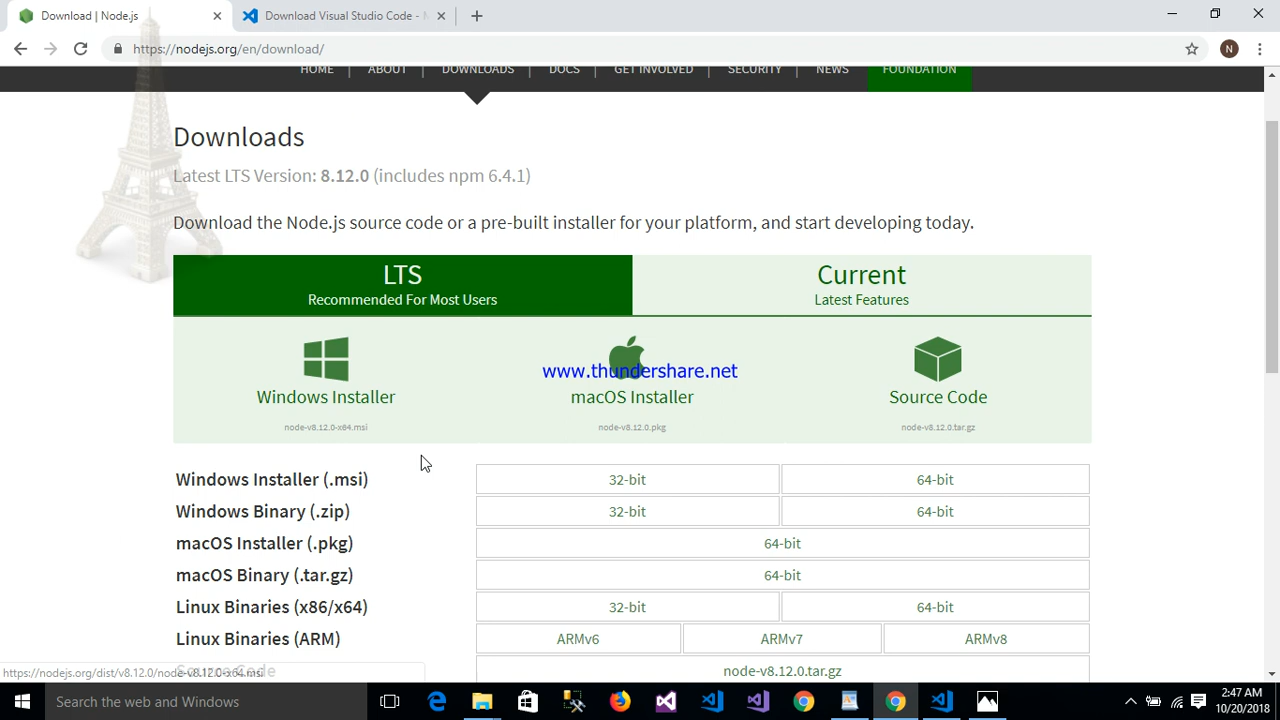 Download | Node.js
Download Visual Studio Code -
https://nodejs.org/en/download/
N
HOME | ABOUT | DOWNLOADS | DOCS | GET INVOLVED | SECURITY | NEWS | FOUNDATION
Downloads
Latest LTS Version: 8.12.0 (includes npm 6.4.1)
Download the Node.js source code or a pre-built installer for your platform, and start developing today.
LTS
Recommended For Most Users
Current
Latest Features
www.thundershare.net
Windows Installer
node-v8.12.0-x64.msi
macOS Installer
node-v8.12.0.pkg
Source Code
node-v8.12.0.tar.gz
Windows Installer (.msi) 32-bit 64-bit
Windows Binary (.zip) 32-bit 64-bit
macOS Installer (.pkg) 64-bit
macOS Binary (.tar.gz) 64-bit
Linux Binaries (x86/x64) 32-bit 64-bit
Linux Binaries (ARM) ARMv6 ARMv7 ARMv8
Source Code node-v8.12.0.tar.gz
https://nodejs.org/dist/v8.12.0/node-v8.12.0-x64.msi
Search the web and Windows
2:47 AM
10/20/2018